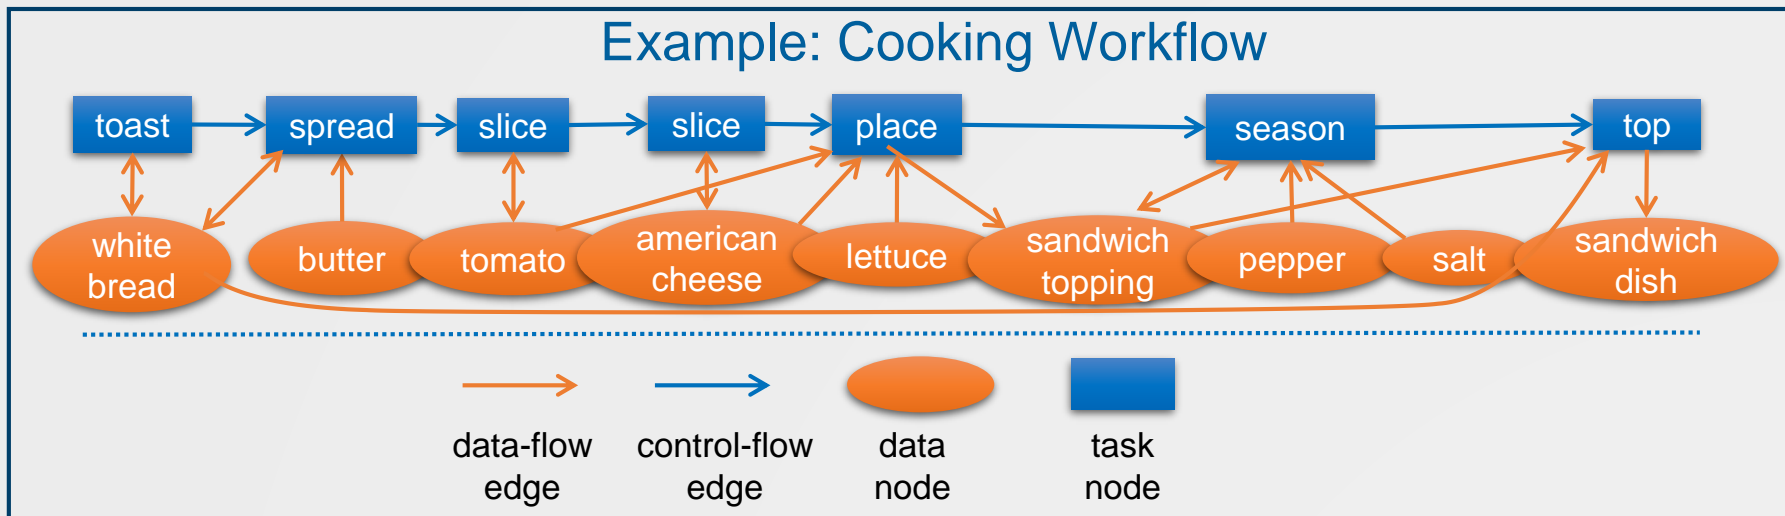 Example: Cooking Workflow
toast
spread
slice
slice
place
season
top
white
bread
butter
tomato
american
cheese
lettuce
sandwich
topping
pepper
salt
sandwich
dish
data-flow
edge
control-flow
edge
data
node
task
node